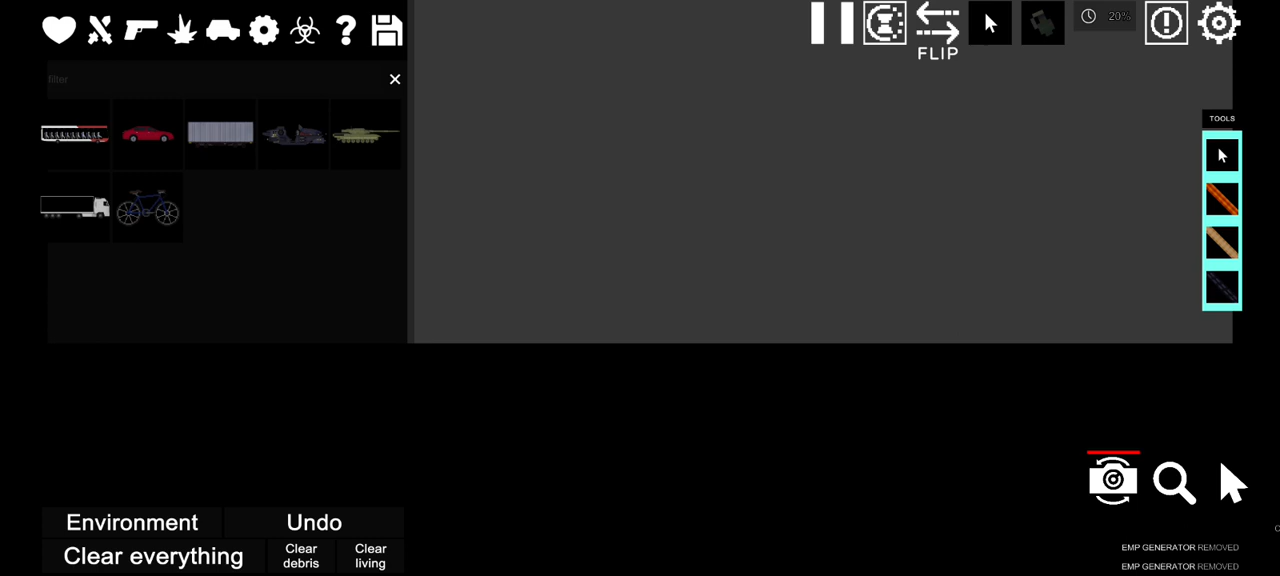 20%
FLIP
filter
TOOLS
Environment
Undo
Clear everything
Clear debris
Clear living
EMP GENERATOR REMOVED
EMP GENERATOR REMOVED